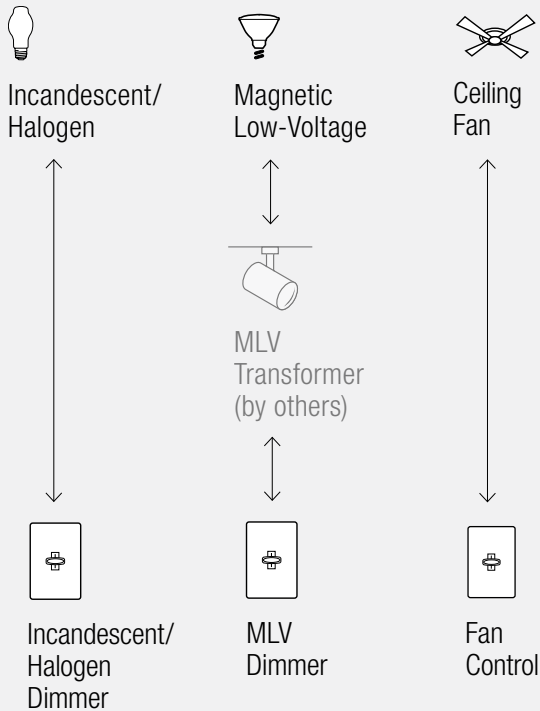 Incandescent/
Halogen
Magnetic
Low-Voltage
Ceiling
Fan
MLV
Transformer
(by others)
Incandescent/
Halogen
Dimmer
MLV
Dimmer
Fan
Control